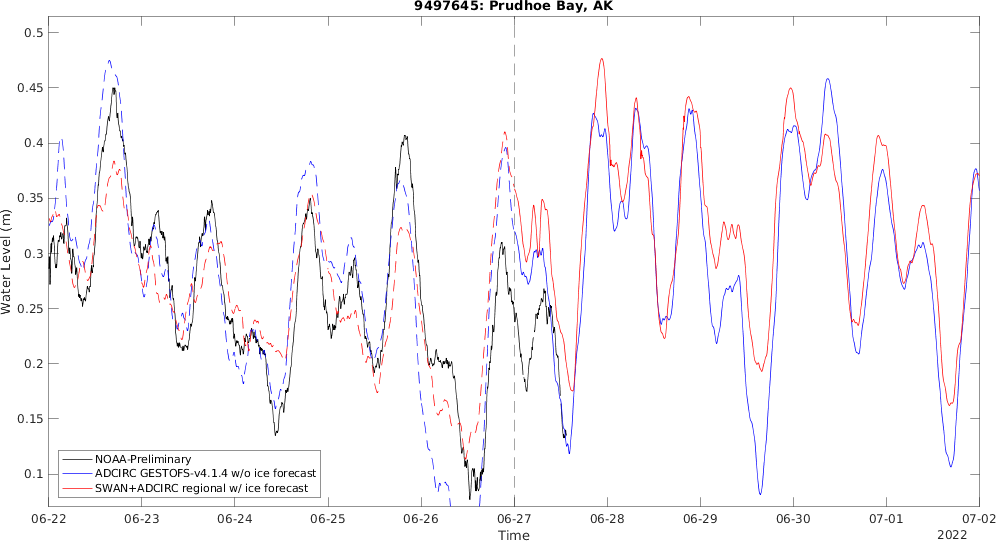 9497645: Prudhoe Bay, AK
Water Level (m)
0.5
0.45
0.4
0.35
0.3
0.25
0.2
0.15
0.1
NOAA-Preliminary
ADCIRC GESTOFS-v4.1.4 w/o ice forecast
SWAN+ADCIRC regional w/ ice forecast
06-22 06-23 06-24 06-25 06-26 06-27 06-28 06-29 06-30 07-01 07-02
Time
2022